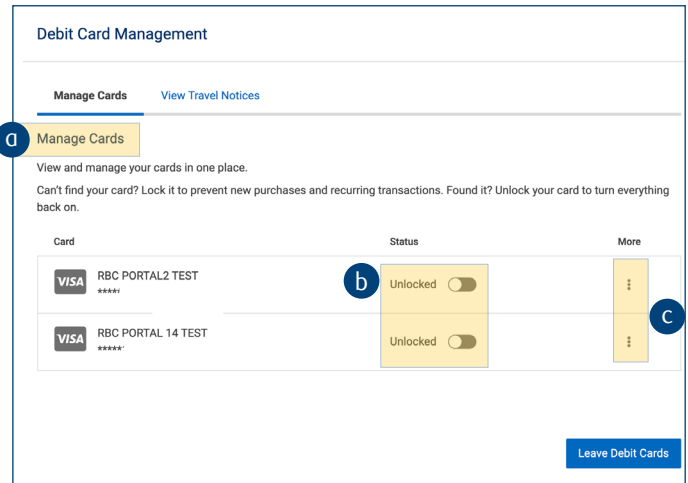 Debit Card Management
Manage Cards View Travel Notices
a Manage Cards
View and manage your cards in one place.
Can't find your card? Lock it to prevent new purchases and recurring transactions. Found it? Unlock your card to turn everything
back on.
Card Status More
VISA RBC PORTAL2 TEST b Unlocked
****
c
VISA RBC PORTAL 14 TEST Unlocked
*****
Leave Debit Cards